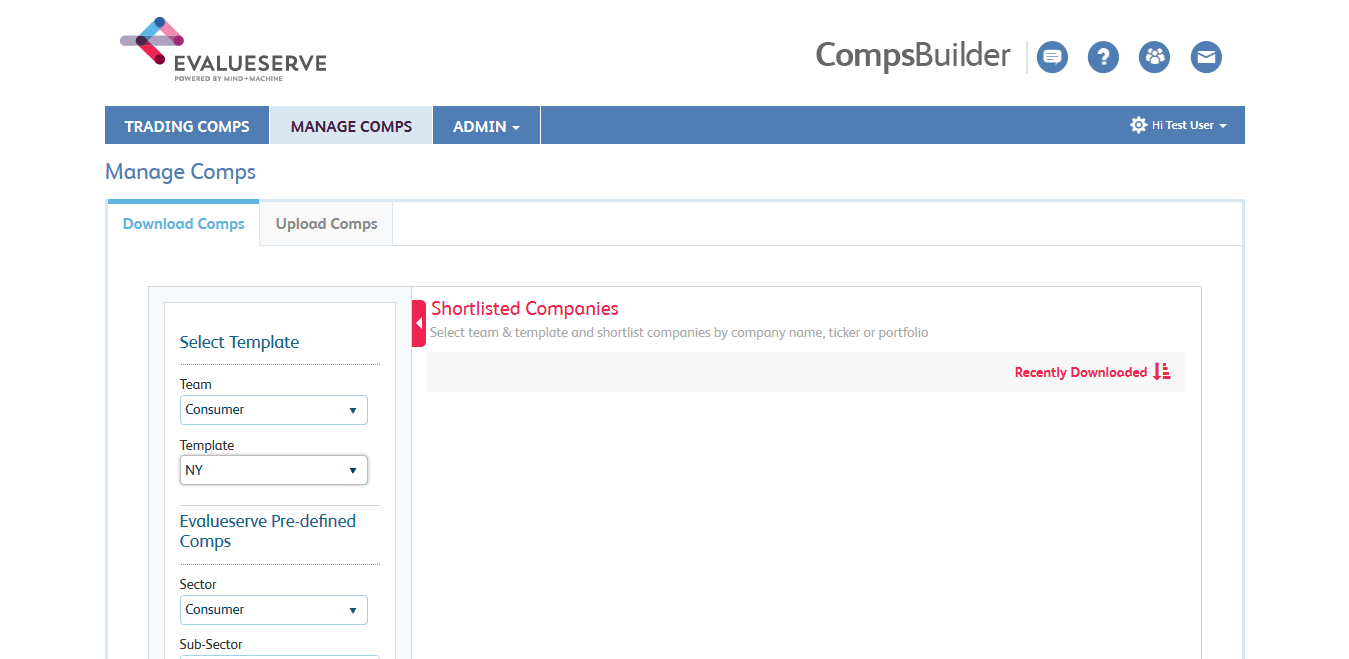 EVALUESERVE
POWERED BY MIND+MACHINE
CompsBuilder
?
TRADING COMPS
MANAGE COMPS
ADMIN
Hi Test User
Manage Comps
Download Comps
Upload Comps
Select Template
Team
Consumer
Template
NY
Evalueserve Pre-defined
Comps
Sector
Consumer
Sub-Sector
Shortlisted Companies
Select team & template and shortlist companies by company name, ticker or portfolio
Recently Downloaded